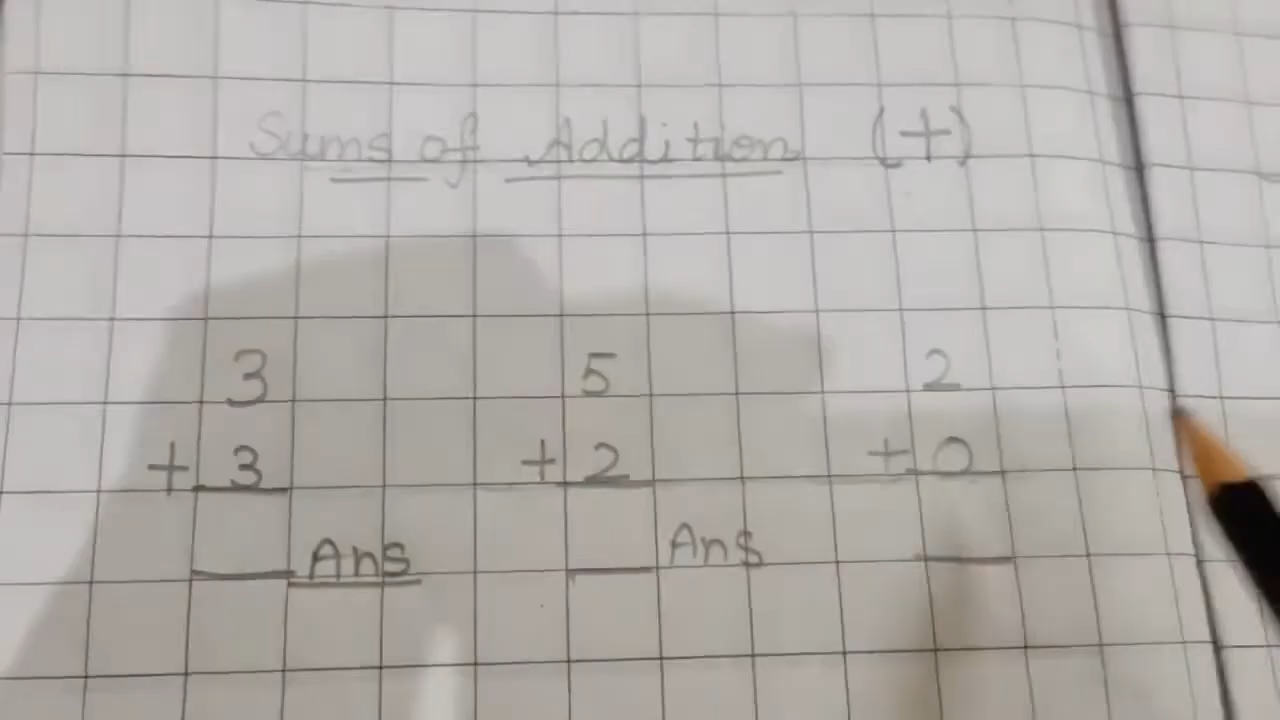 Sums of Addition (+)
3 5 2
+ 3 + 2 + 0
Ans Ans